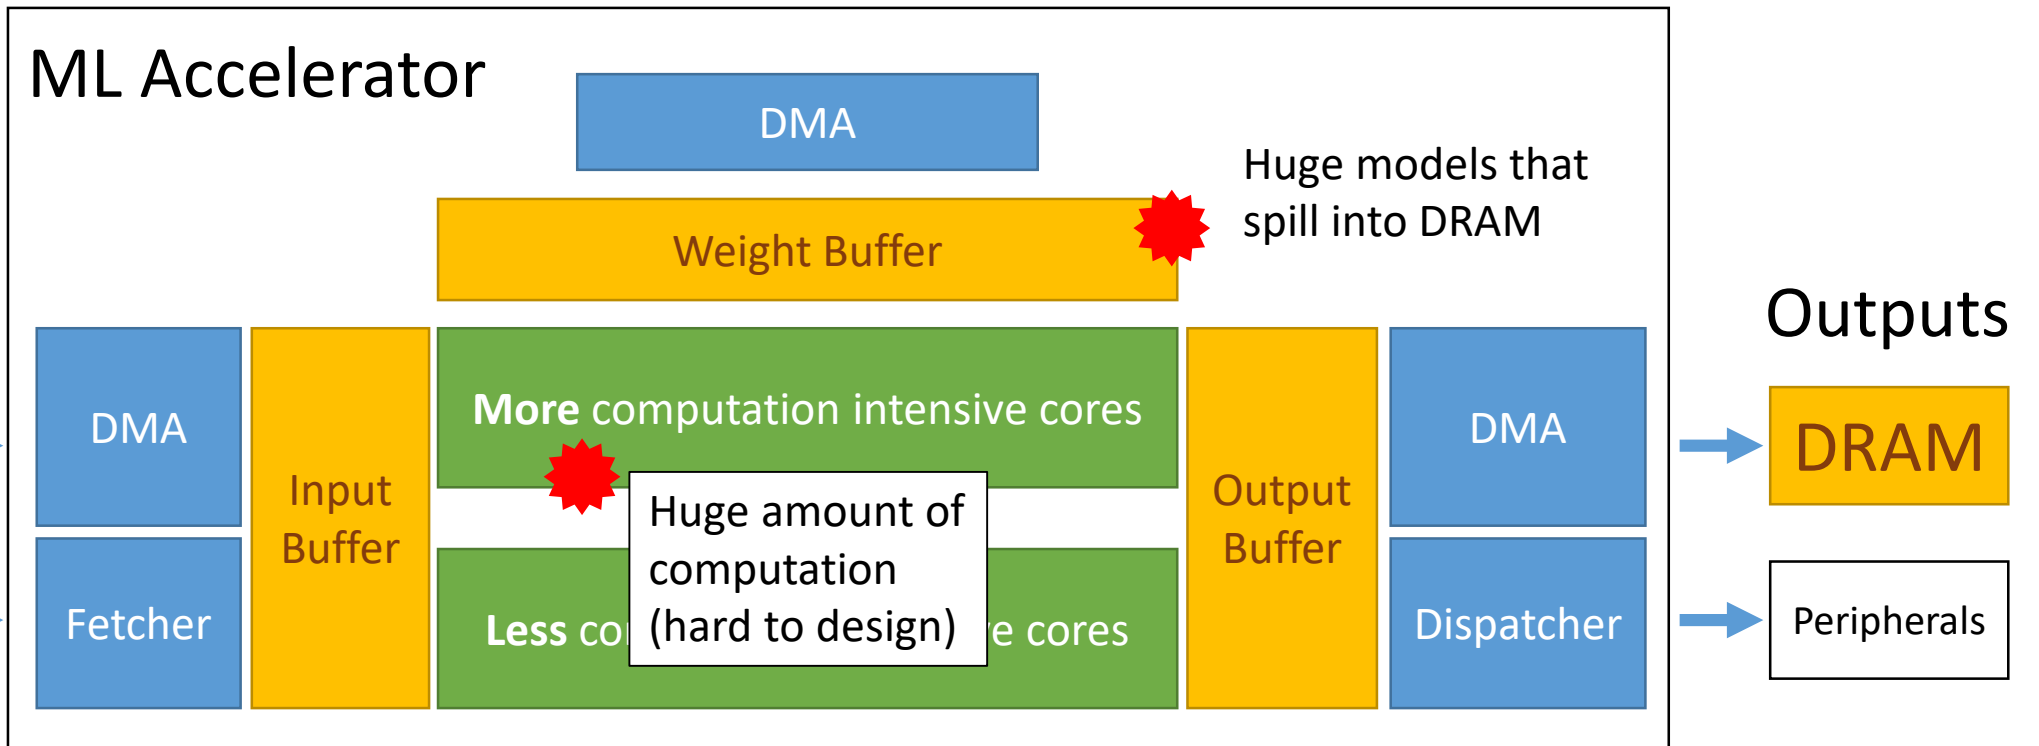 ML Accelerator
DMA
Huge models that
spill into DRAM
Weight Buffer
Outputs
DMA
More computation intensive cores
DMA
DRAM
Input
Buffer
Huge amount of
computation
(hard to design)
Output
Buffer
Fetcher
Less co
e cores
Dispatcher
Peripherals